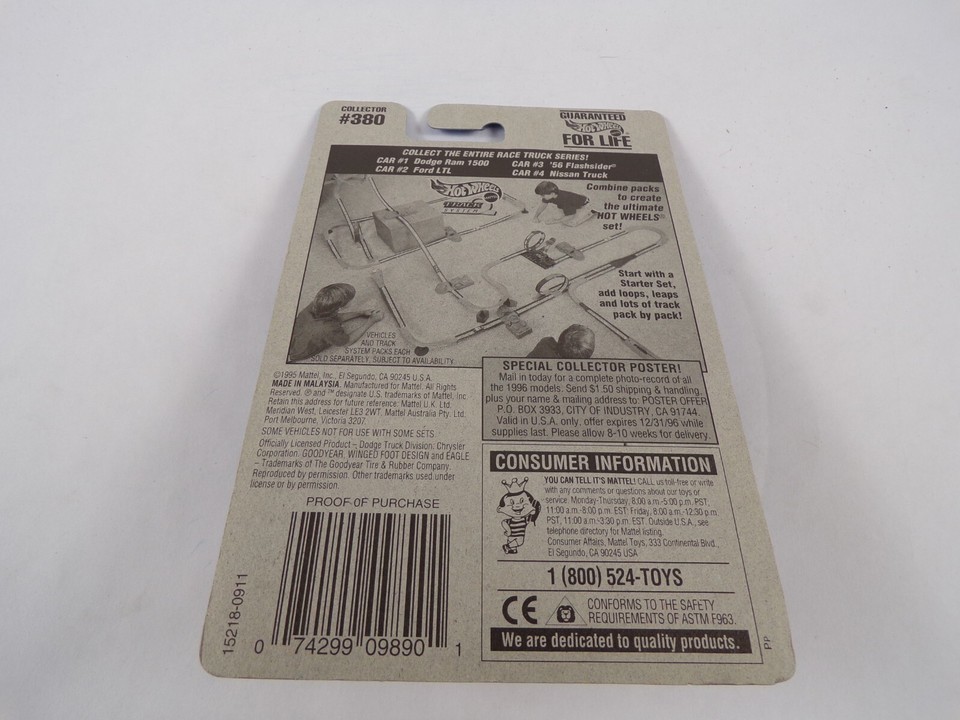 COLLECTOR
#380
GUARANTEED
HOT WHEELS
FOR LIFE
COLLECT THE ENTIRE RACE TRUCK SERIES!
CAR #1 Dodge Ram 1500 CAR #3 '56 Flashsider®
CAR #2 Ford LTL CAR #4 Nissan Truck
HOT WHEELS
TRACK
SYSTEM
Combine packs
to create
the ultimate
HOT WHEELS®
set!
Start with a
Starter Set,
add loops, leaps
and lots of track
pack by pack!
VEHICLES
AND TRACK
SYSTEM PACKS EACH
SOLD SEPARATELY, SUBJECT TO AVAILABILITY.
©1995 Mattel, Inc., El Segundo, CA 90245 U.S.A.
MADE IN MALAYSIA. Manufactured for Mattel. All Rights
Reserved. ® and ™ designate U.S. trademarks of Mattel, Inc
Retain this address for future reference: Mattel U.K. Ltd.
Meridian West, Leicester LE3 2WT. Mattel Australia Pty. Ltd.
Port Melbourne, Victoria 3207
SOME VEHICLES NOT FOR USE WITH SOME SETS.
Officially Licensed Product – Dodge Truck Division: Chrysler
Corporation. GOODYEAR, WINGED FOOT DESIGN and EAGLE
– Trademarks of The Goodyear Tire & Rubber Company.
Reproduced by permission. Other trademarks used under
license or by permission.
SPECIAL COLLECTOR POSTER!
Mail in today for a complete photo-record of all
the 1996 models. Send $1.50 shipping & handling,
plus your name & mailing address to: POSTER OFFER
P.O. BOX 3933, CITY OF INDUSTRY, CA 91744.
Valid in U.S.A. only, offer expires 12/31/96 while
supplies last. Please allow 8-10 weeks for delivery.
CONSUMER INFORMATION
YOU CAN TELL IT'S MATTEL! CALL us toll-free or write
with any comments or questions about our toys or
service. Monday-Thursday, 8:00 a.m.-5:00 p.m. PST,
11:00 a.m.-8:00 p.m. EST: Friday, 8:00 a.m.-12:30 p.m.
PST, 11:00 a.m.-3:30 p.m. EST. Outside U.S.A., see
telephone directory for Mattel listing.
Consumer Affairs, Mattel Toys, 333 Continental Blvd.,
El Segundo, CA 90245 USA
1 (800) 524-TOYS
CE
CONFORMS TO THE SAFETY
REQUIREMENTS OF ASTM F963.
We are dedicated to quality products.
PP
PROOF OF PURCHASE
15218-0911
0 74299 09890 1